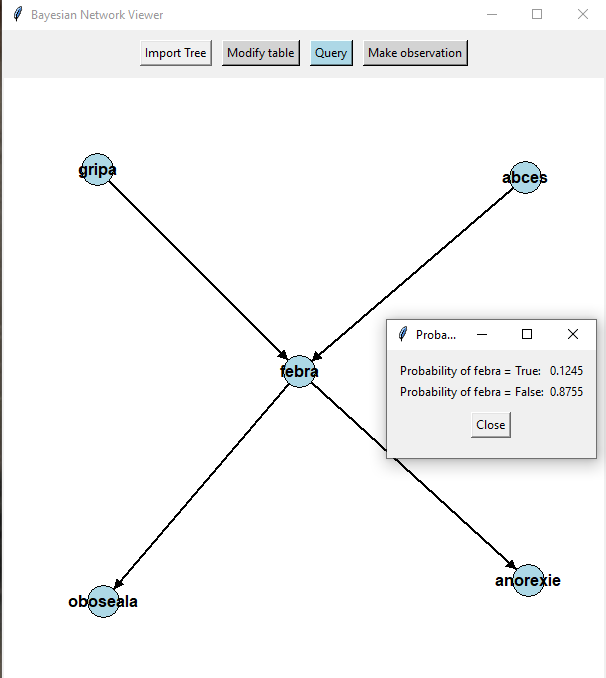 Bayesian Network Viewer
Import Tree Modify table Query Make observation
gripa
abces
febra
Proba...
Probability of febra = True: 0.1245
Probability of febra = False: 0.8755
Close
anorexie
oboseala